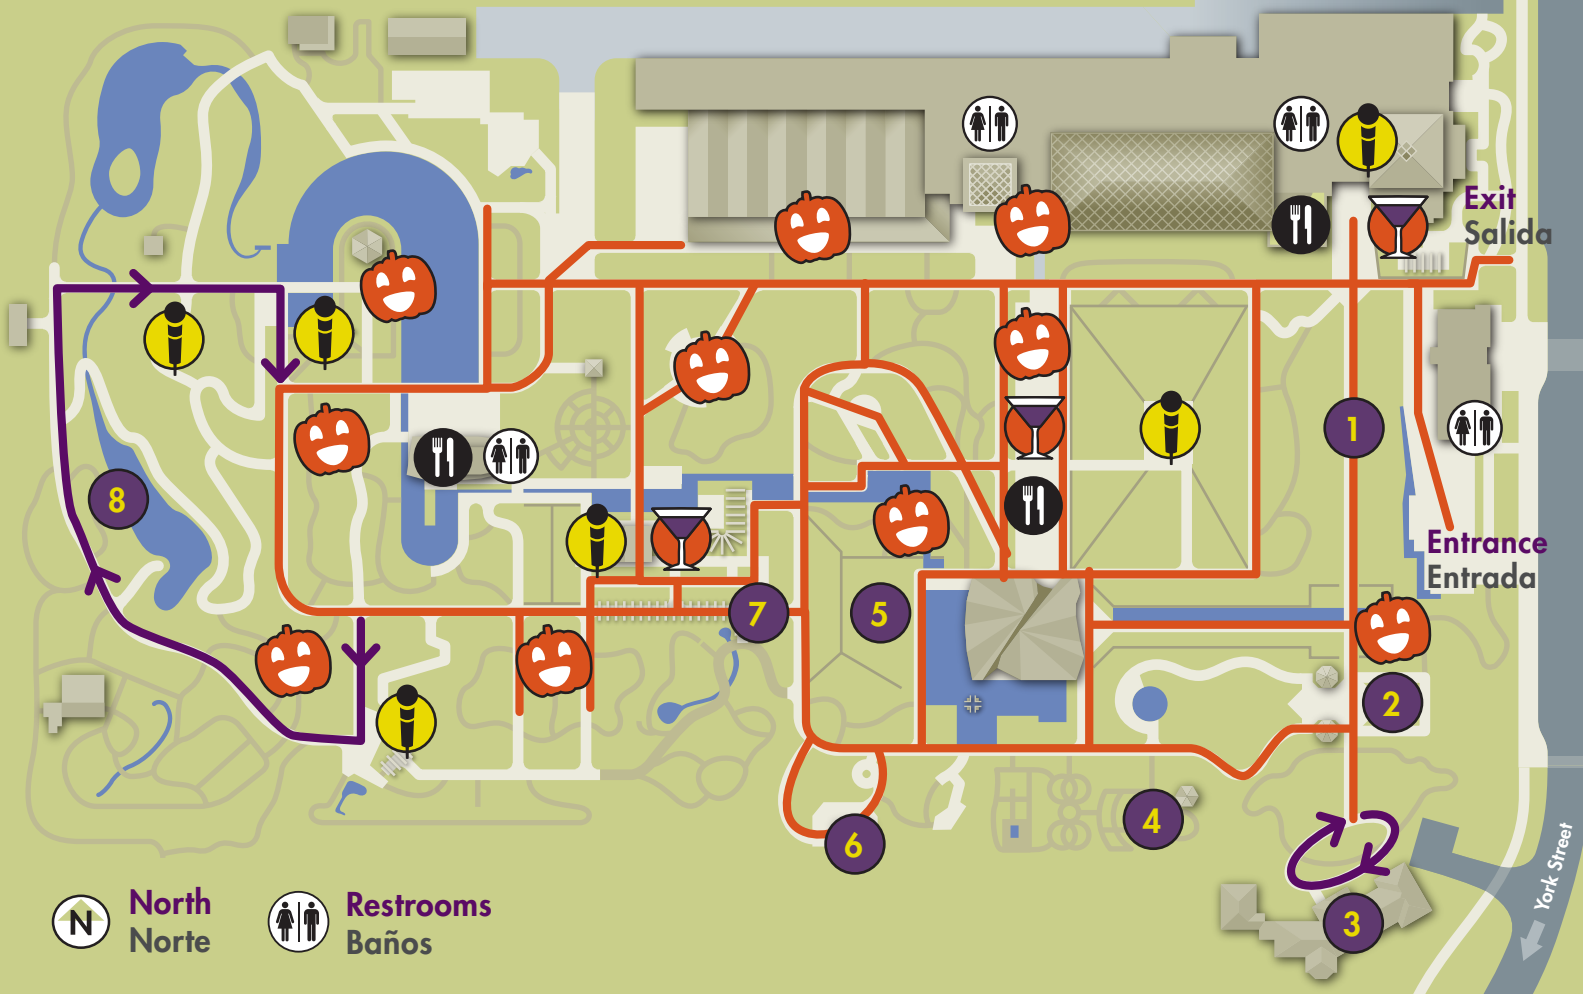 Exit
Salida
1
8
Entrance
Entrada
7
5
2
4
6
3
York Street
N
North
Norte
Restrooms
Baños